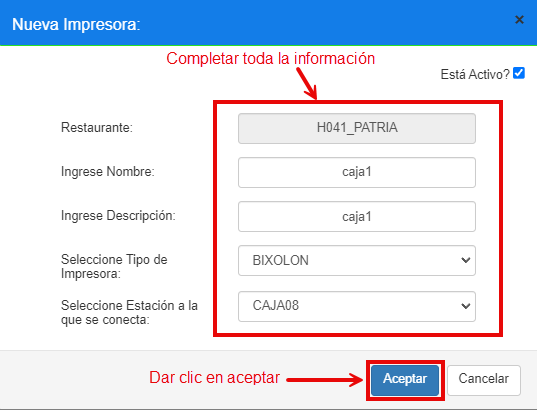 Nueva Impresora:
×
Completar toda la información
Está Activo?
Restaurante:
H041_PATRIA
Ingrese Nombre:
caja1
Ingrese Descripción:
caja1
Seleccione Tipo de
Impresora:
BIXOLON
Seleccione Estación a la
que se conecta:
CAJA08
Dar clic en aceptar
Aceptar
Cancelar